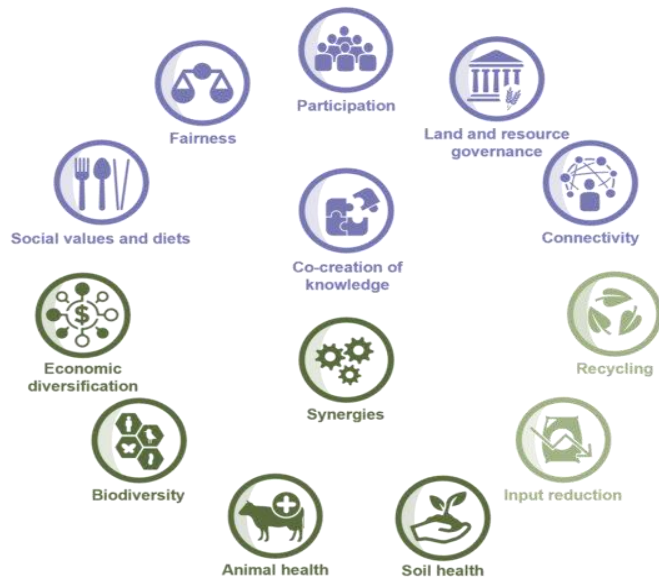 Participation
Fairness
Land and resource
governance
Social values and diets
Connectivity
Co-creation of
knowledge
Economic
diversification
Recycling
Synergies
Biodiversity
Input reduction
Animal health
Soil health
$